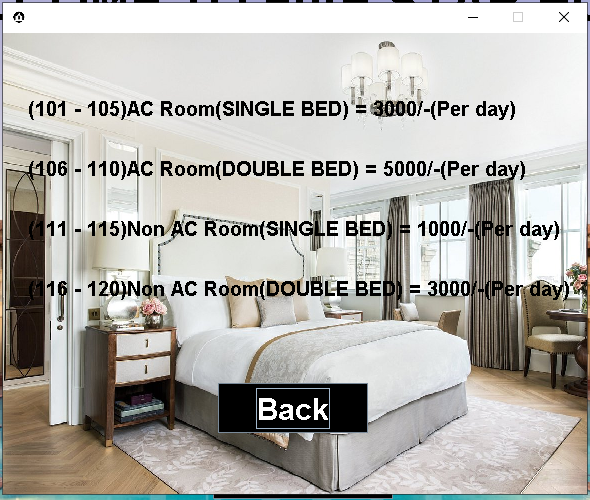 (101 - 105)AC Room(SINGLE BED) = 3000/-(Per day)
(106 - 110)AC Room(DOUBLE BED) = 5000/-(Per day)
(111 - 115)Non AC Room(SINGLE BED) = 1000/-(Per day)
(116 - 120)Non AC Room(DOUBLE BED) = 3000/-(Per day)
Back